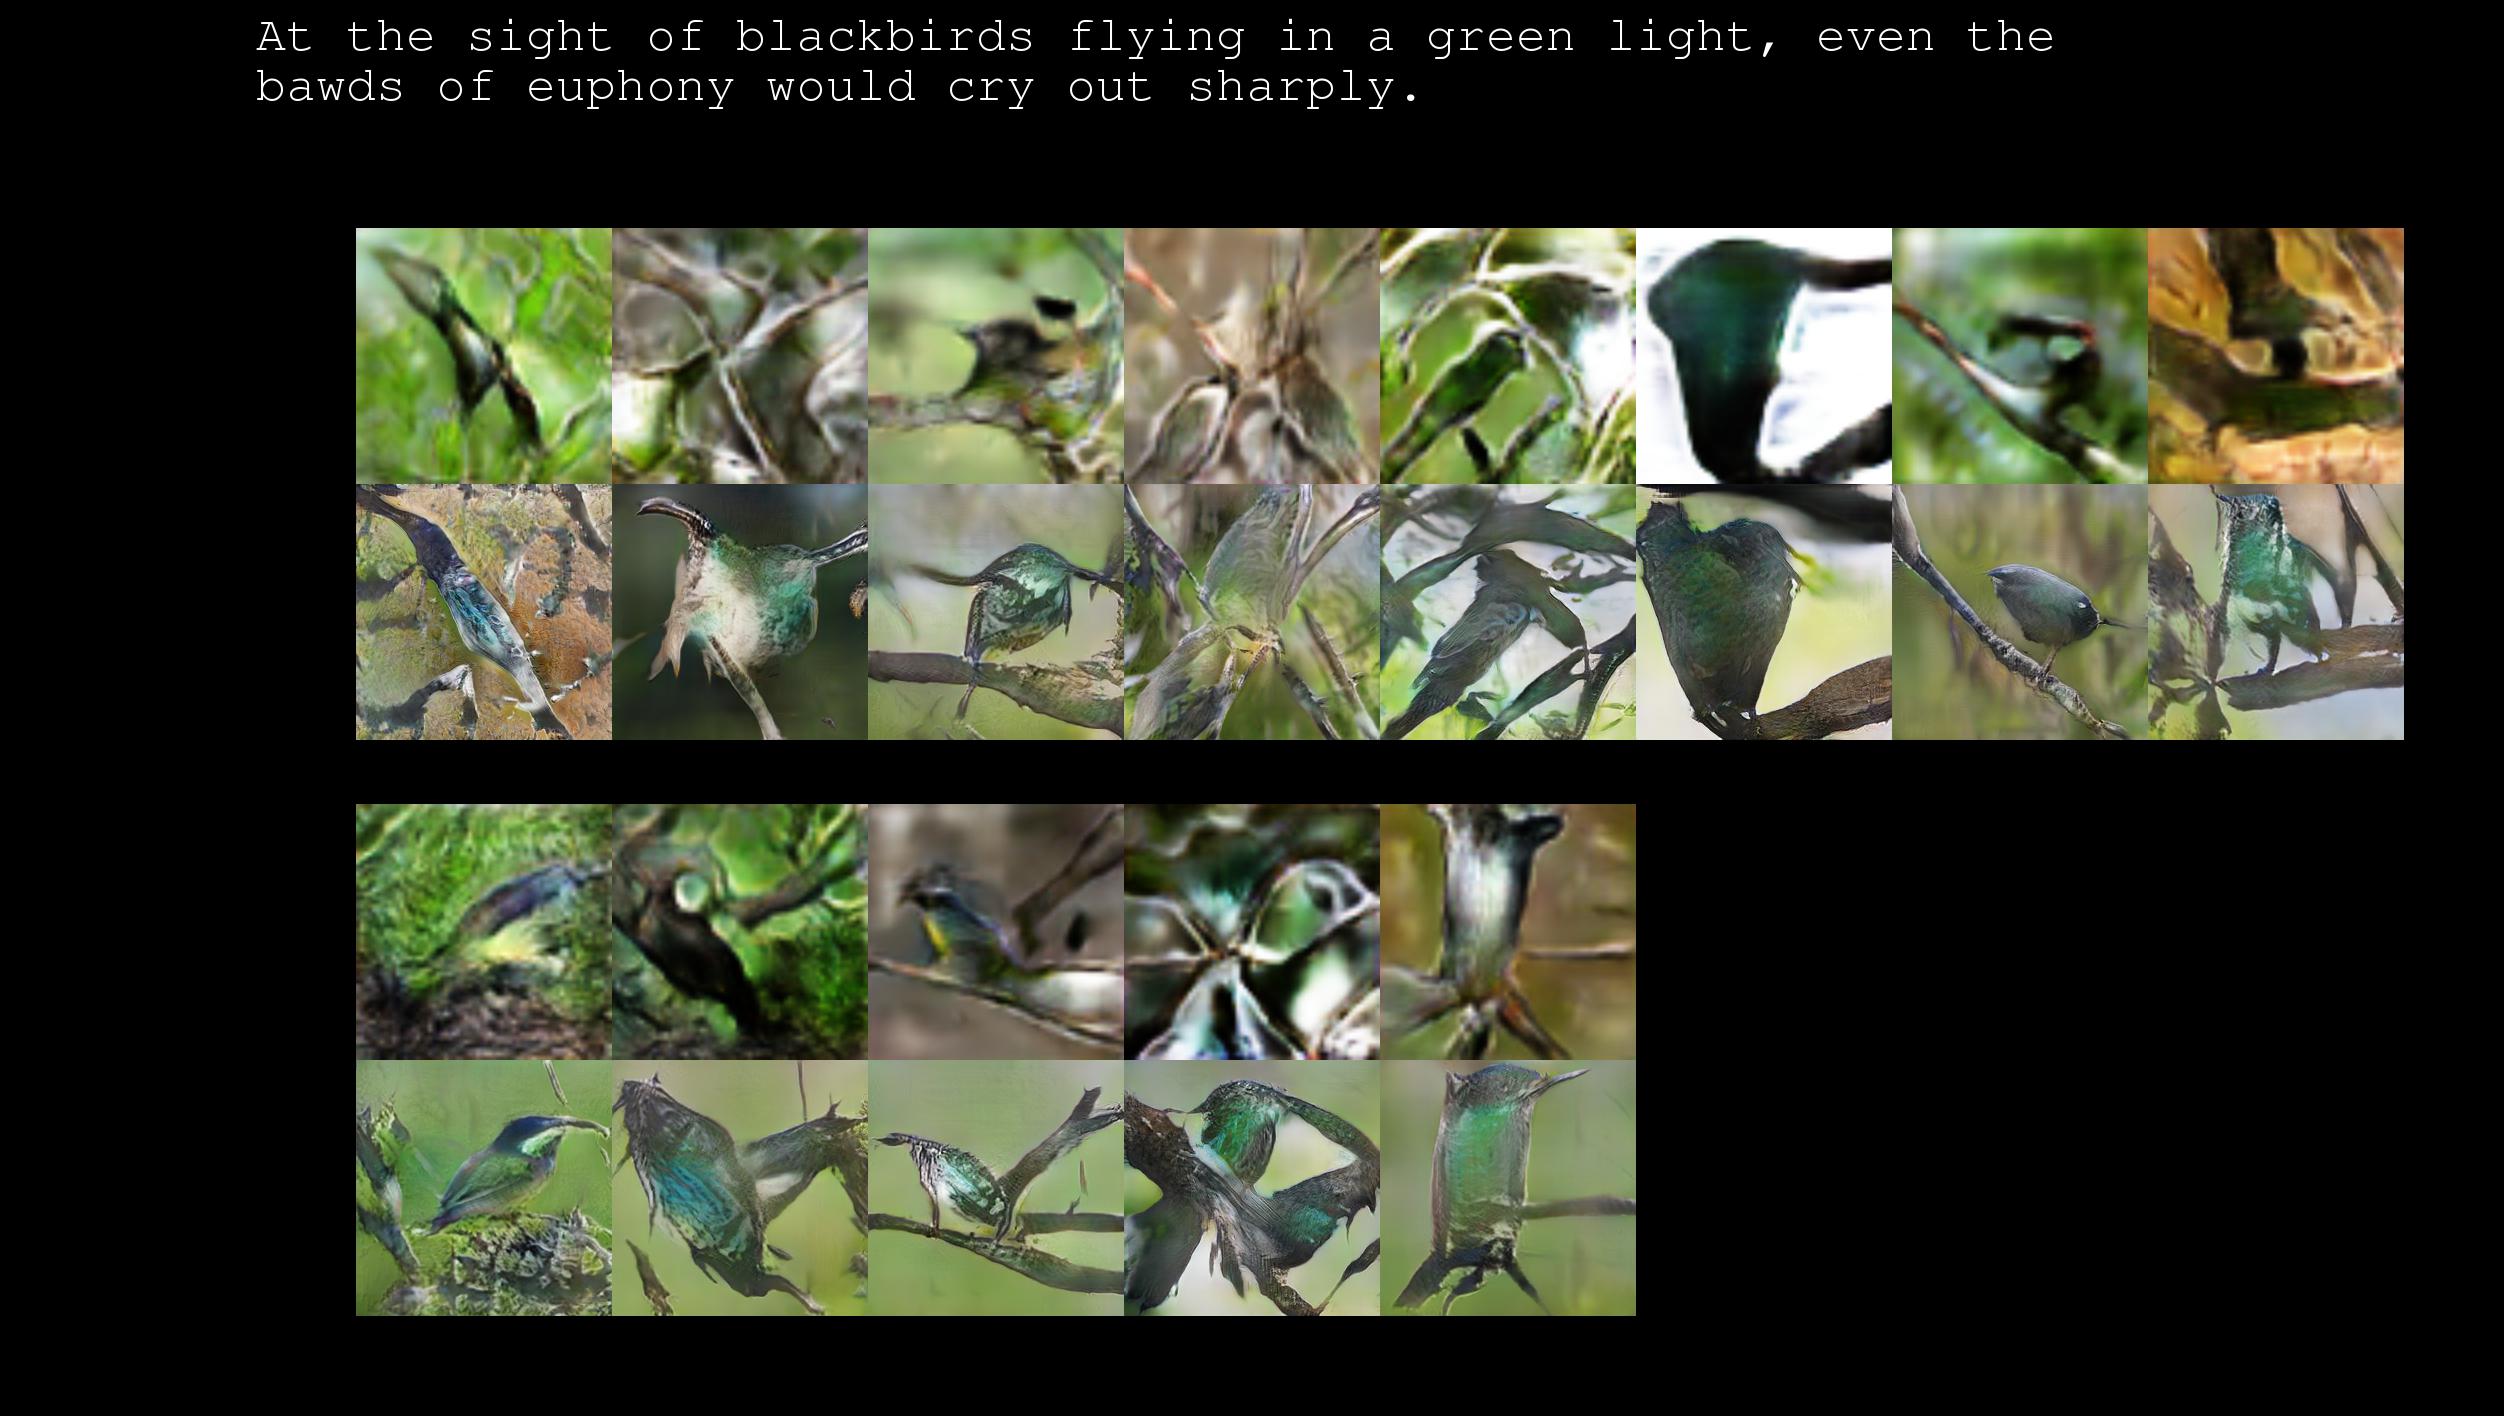 At the sight of blackbirds flying in a green light, even the
bawds of euphony would cry out sharply.